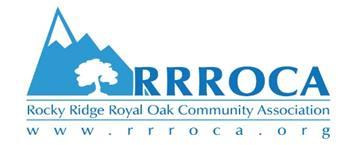 RRROCA
Rocky Ridge Royal Oak Community Association
www.rrroca.org